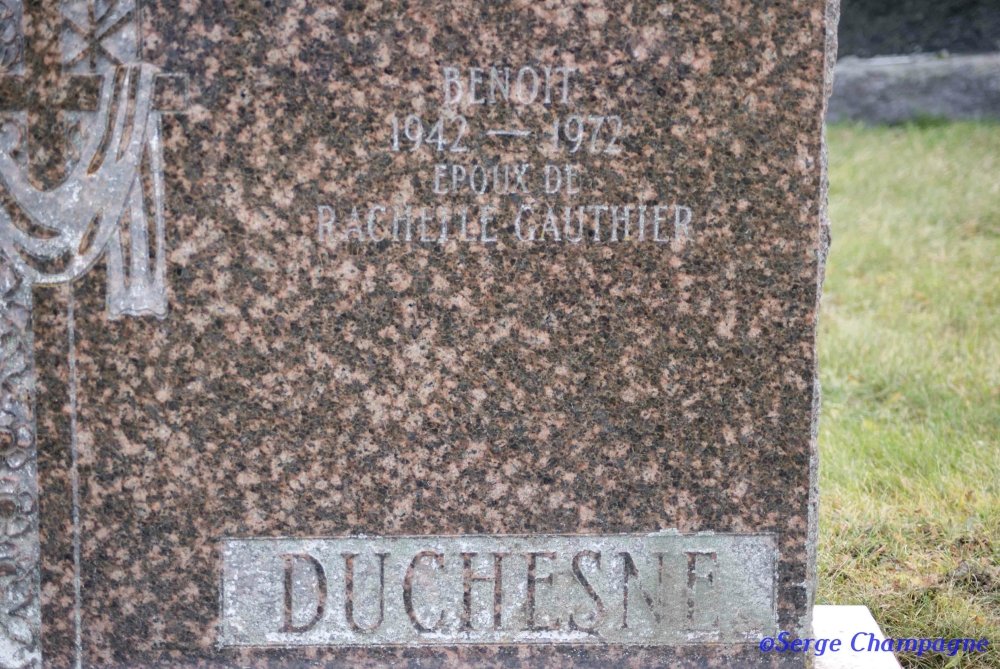 BENOIT
1942 — 1972
EPOUX DE
RACHELLE GAUTHIER
DUCHESNE
©Serge Champagne